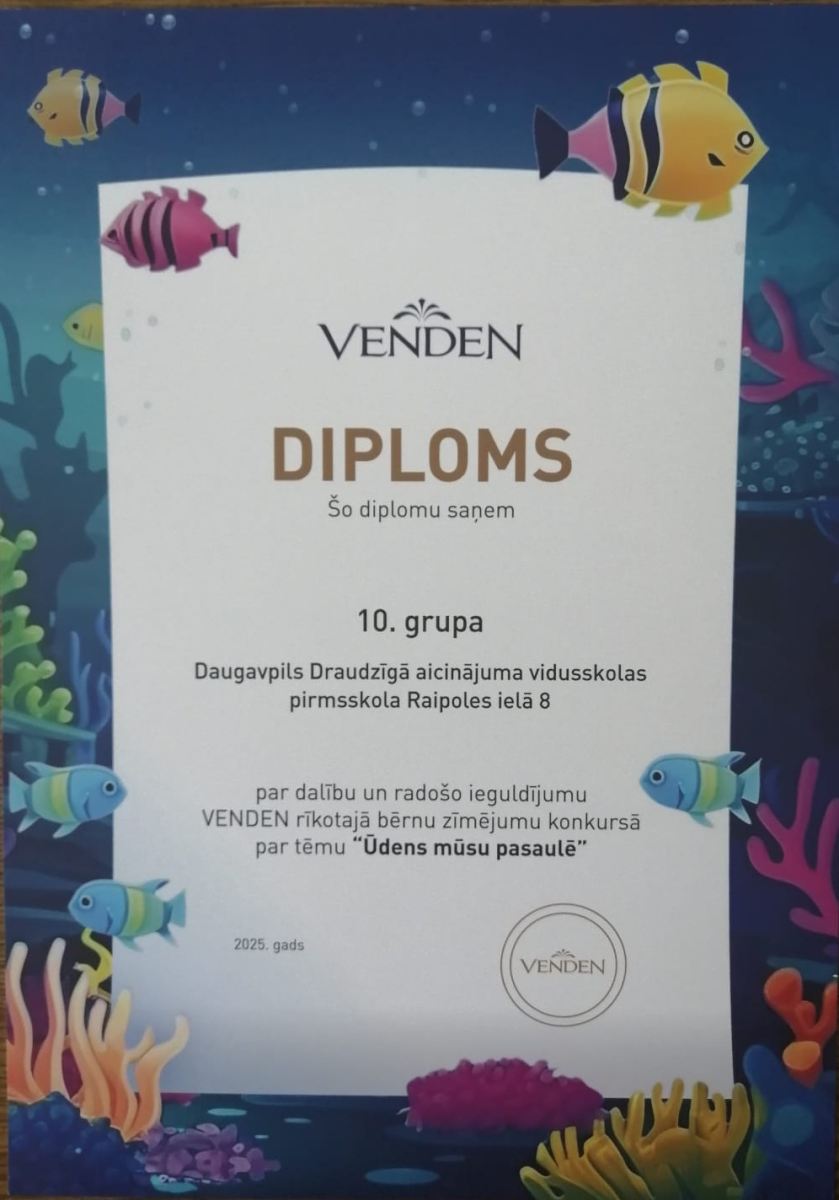 VENDEN
DIPLOMS
Šo diplomu saņem
10. grupa
Daugavpils Draudzīgā aicinājuma vidusskolas
pirmsskola Raipoles ielā 8
par dalību un radošo ieguldījumu
VENDEN rīkotajā bērnu zīmējumu konkursā
par tēmu “Ūdens mūsu pasaulē”
2025. gads
VENDEN